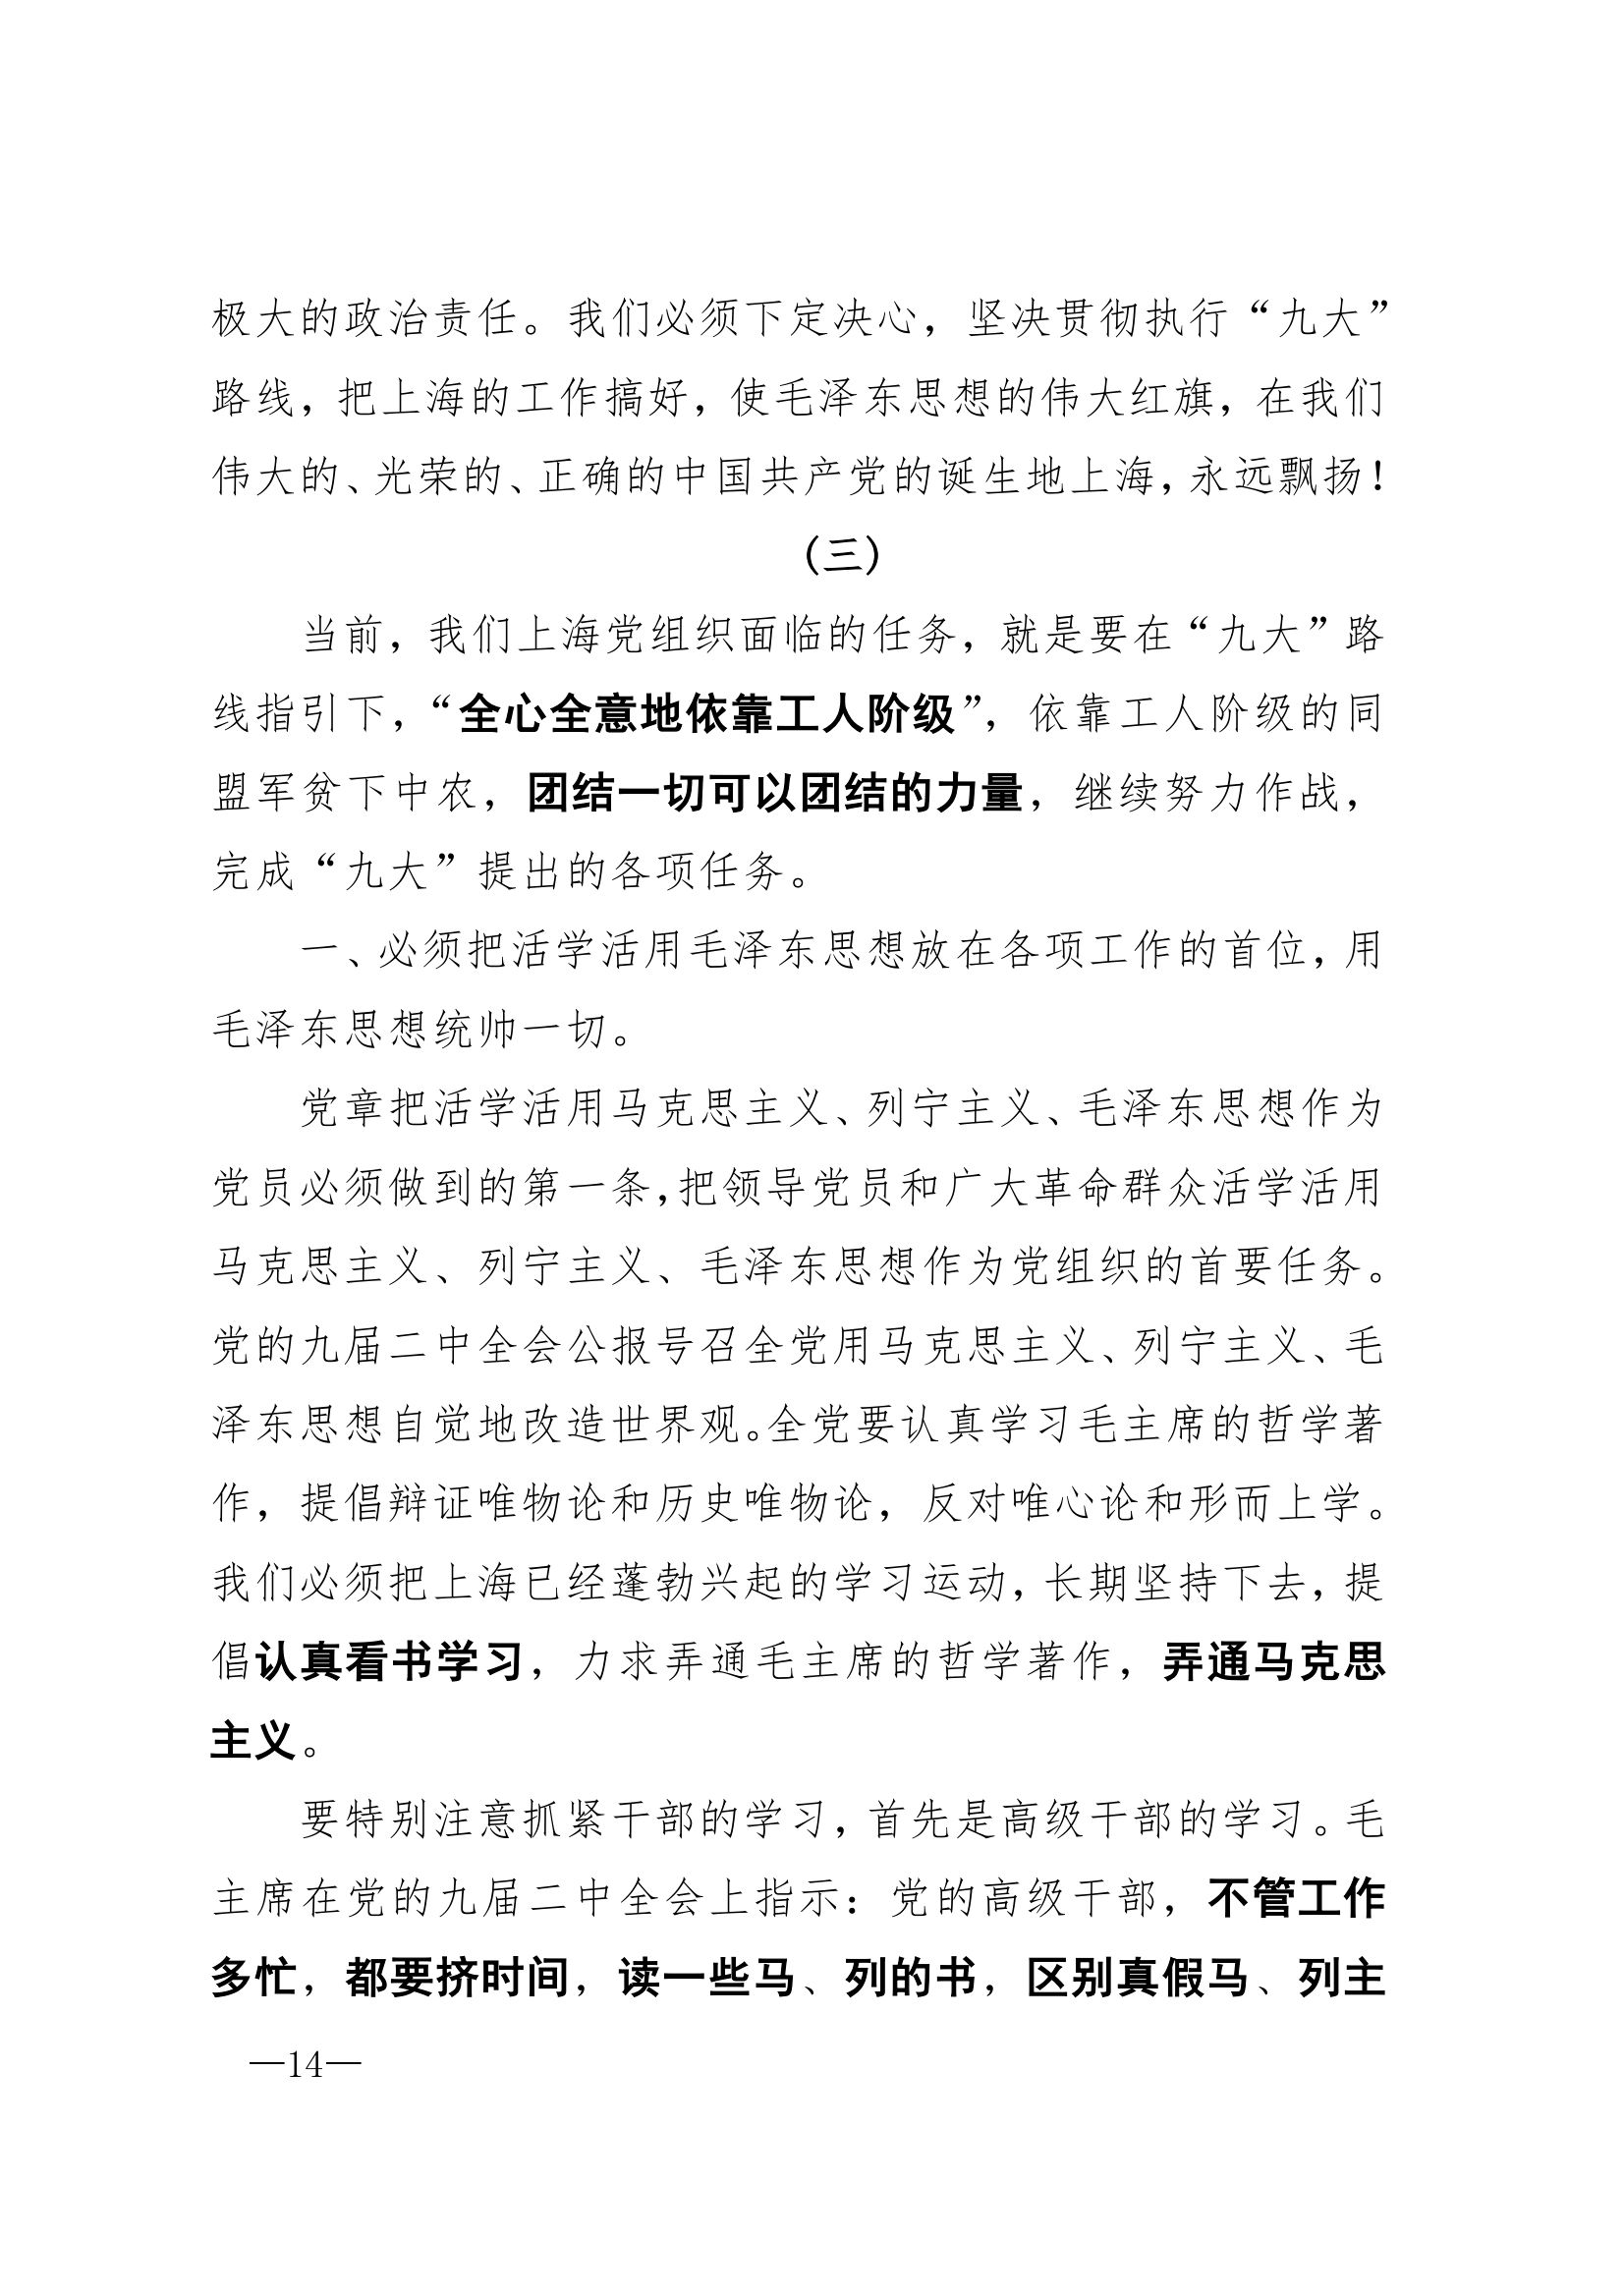 极大的政治责任。我们必须下定决心，坚决贯彻执行“九大”
路线，把上海的工作搞好，使毛泽东思想的伟大红旗，在我们
伟大的、光荣的、正确的中国共产党的诞生地上海，永远飘扬！
(三)
当前，我们上海党组织面临的任务，就是要在“九大”路
线指引下，“全心全意地依靠工人阶级”，依靠工人阶级的同
盟军贫下中农，团结一切可以团结的力量，继续努力作战，
完成“九大”提出的各项任务。
一、必须把活学活用毛泽东思想放在各项工作的首位，用
毛泽东思想统帅一切。
党章把活学活用马克思主义、列宁主义、毛泽东思想作为
党员必须做到的第一条，把领导党员和广大革命群众活学活用
马克思主义、列宁主义、毛泽东思想作为党组织的首要任务。
党的九届二中全会公报号召全党用马克思主义、列宁主义、毛
泽东思想自觉地改造世界观。全党要认真学习毛主席的哲学著
作，提倡辩证唯物论和历史唯物论，反对唯心论和形而上学。
我们必须把上海已经蓬勃兴起的学习运动，长期坚持下去，提
倡认真看书学习，力求弄通毛主席的哲学著作，弄通马克思
主义。
要特别注意抓紧干部的学习，首先是高级干部的学习。毛
主席在党的九届二中全会上指示：党的高级干部，不管工作
多忙，都要挤时间，读一些马、列的书，区别真假马、列主
—14—